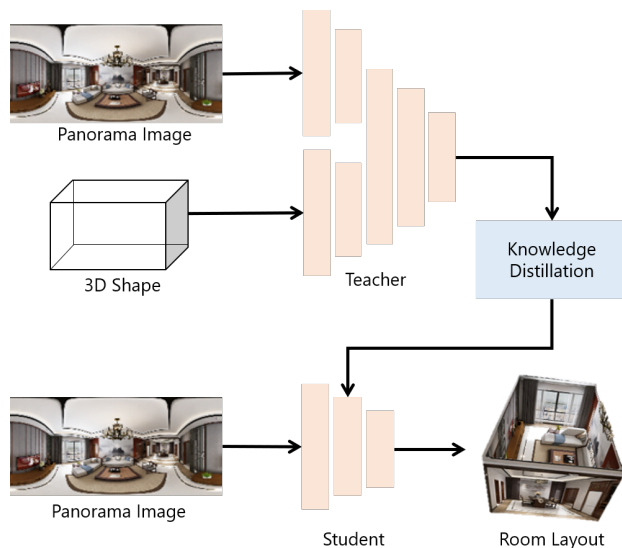 Panorama Image
3D Shape
Teacher
Knowledge
Distillation
Panorama Image
Student
Room Layout